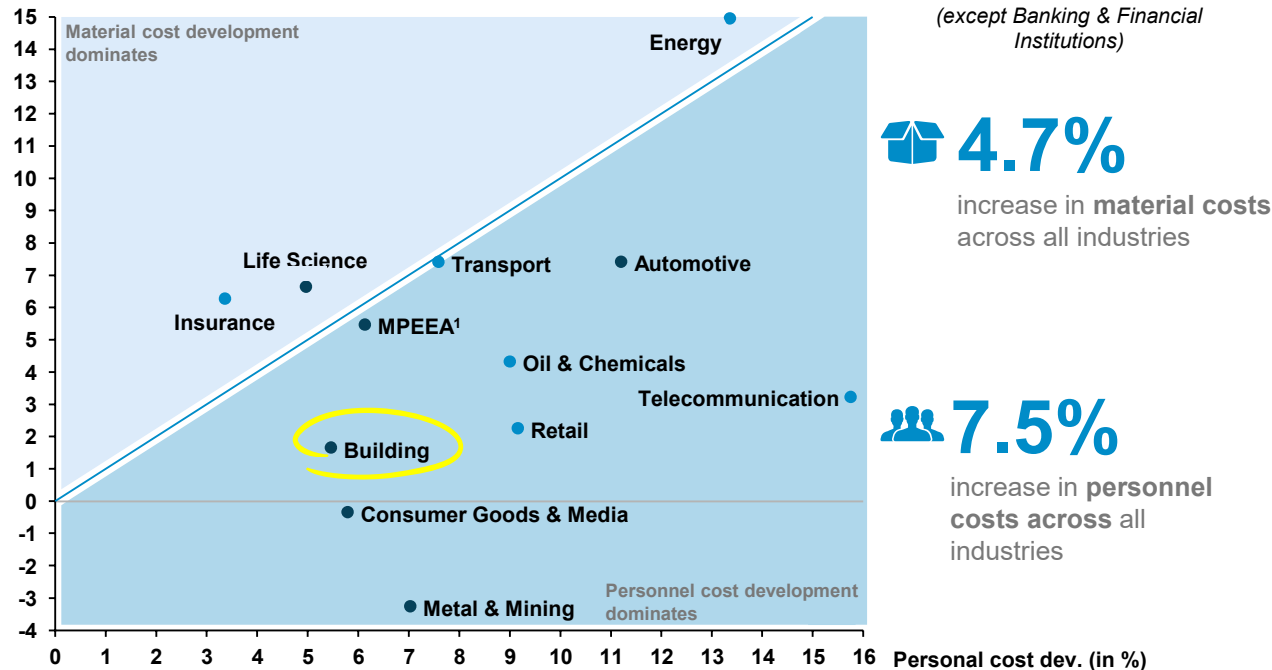 15
14
13
12
11
10
9
8
7
6
5
4
3
2
1
0
-1
-2
-3
-4
Material cost development
dominates
Energy
Life Science
Transport
Automotive
Insurance
MPEEA¹
Oil & Chemicals
Telecommunication
Retail
Building
Consumer Goods & Media
Metal & Mining
Personnel cost development
dominates
0 1 2 3 4 5 6 7 8 9 10 11 12 13 14 15 16
Personal cost dev. (in %)
(except Banking & Financial
Institutions)
4.7%
increase in material costs
across all industries
7.5%
increase in personnel
costs across all
industries